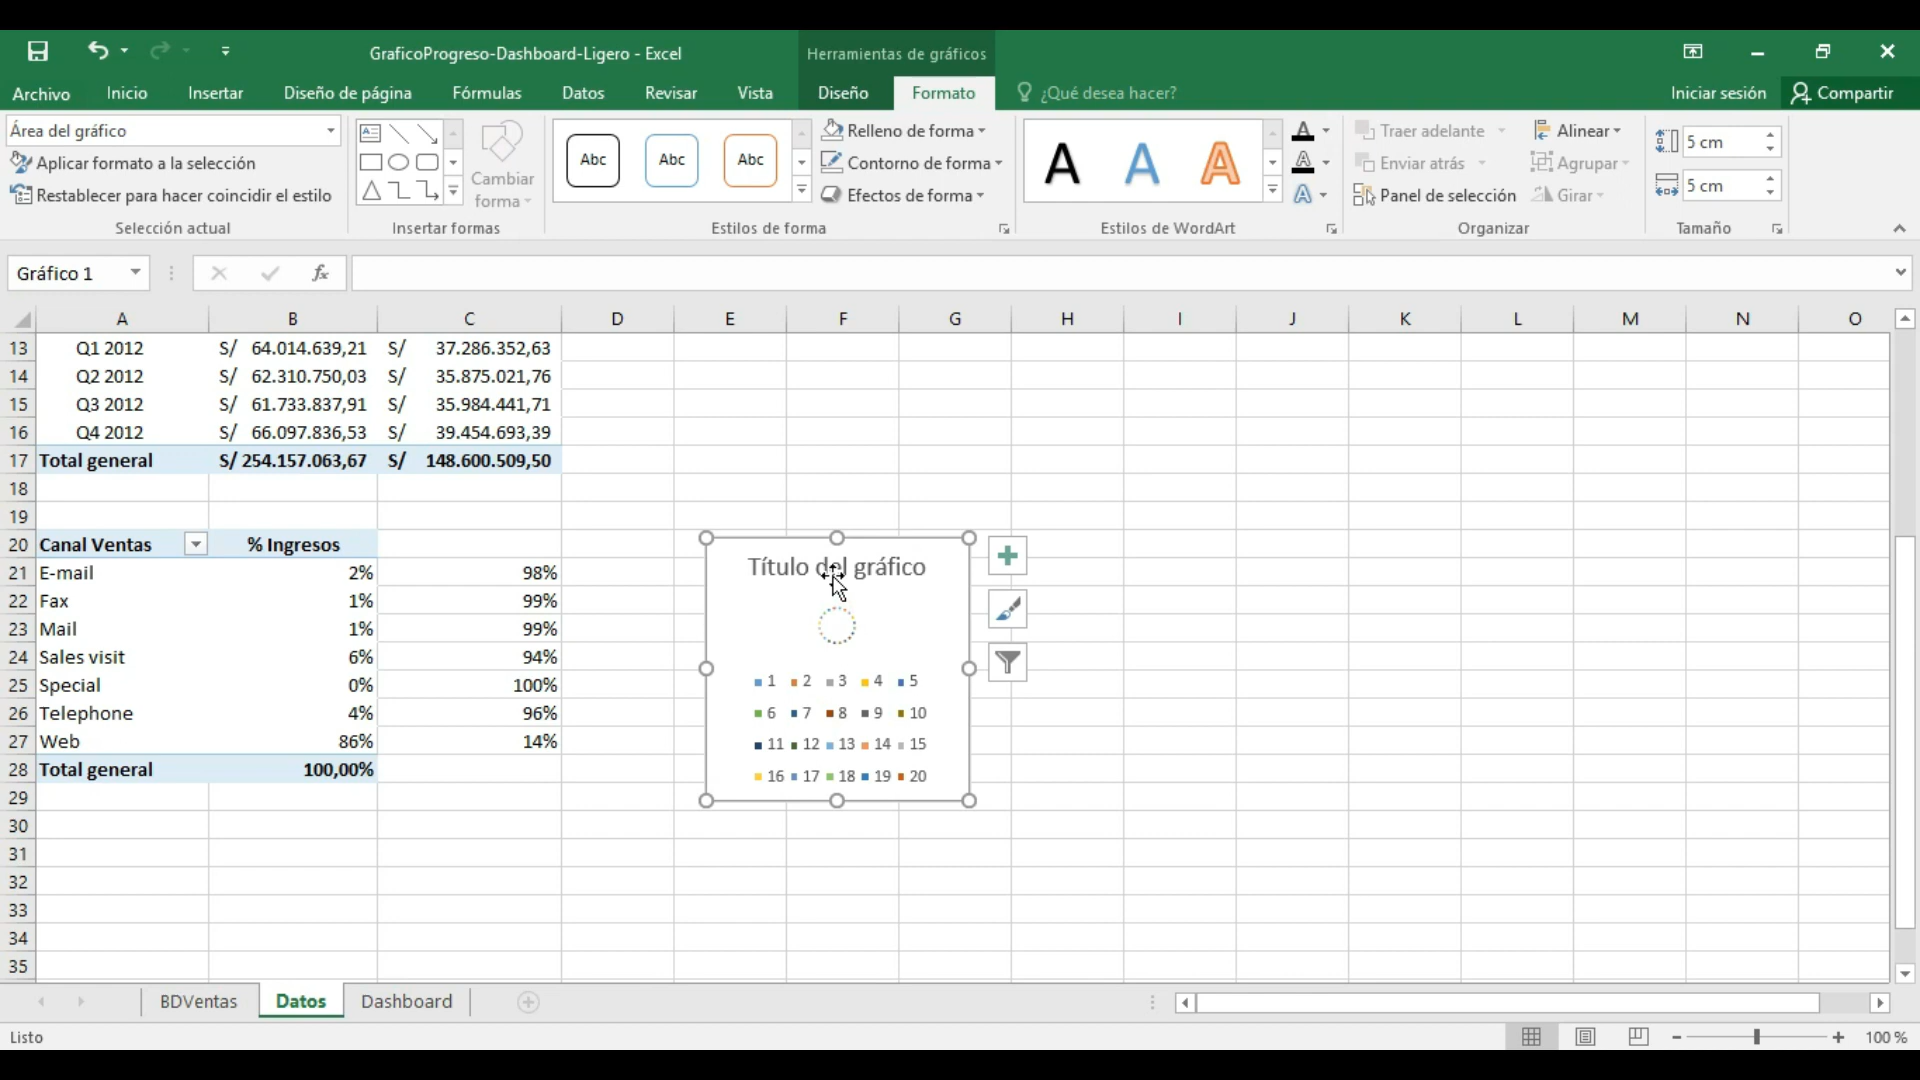 GraficoProgreso-Dashboard-Ligero - Excel
Herramientas de gráficos
Archivo Inicio Insertar Diseño de página Fórmulas Datos Revisar Vista Diseño Formato ¿Qué desea hacer? Iniciar sesión Compartir
Área del gráfico
Aplicar formato a la selección
Restablecer para hacer coincidir el estilo
Selección actual
Cambiar
forma
Insertar formas
Abc Abc Abc
Relleno de forma
Contorno de forma
Efectos de forma
Estilos de forma
A A A
Estilos de WordArt
Traer adelante
Enviar atrás
Panel de selección
Alinear
Agrupar
Girar
Organizar
5 cm
5 cm
Tamaño
Gráfico 1
fx
A B C D E F G H I J K L M N O
13 Q1 2012 S/ 64.014.639,21 S/ 37.286.352,63
14 Q2 2012 S/ 62.310.750,03 S/ 35.875.021,76
15 Q3 2012 S/ 61.733.837,91 S/ 35.984.441,71
16 Q4 2012 S/ 66.097.836,53 S/ 39.454.693,39
17 Total general S/ 254.157.063,67 S/ 148.600.509,50
18
19
20 Canal Ventas % Ingresos
21 E-mail 2% 98%
22 Fax 1% 99%
23 Mail 1% 99%
24 Sales visit 6% 94%
25 Special 0% 100%
26 Telephone 4% 96%
27 Web 86% 14%
28 Total general 100,00%
29
30
31
32
33
34
35
Título del gráfico
1 2 3 4 5
6 7 8 9 10
11 12 13 14 15
16 17 18 19 20
BDVentas Datos Dashboard
Listo
100 %